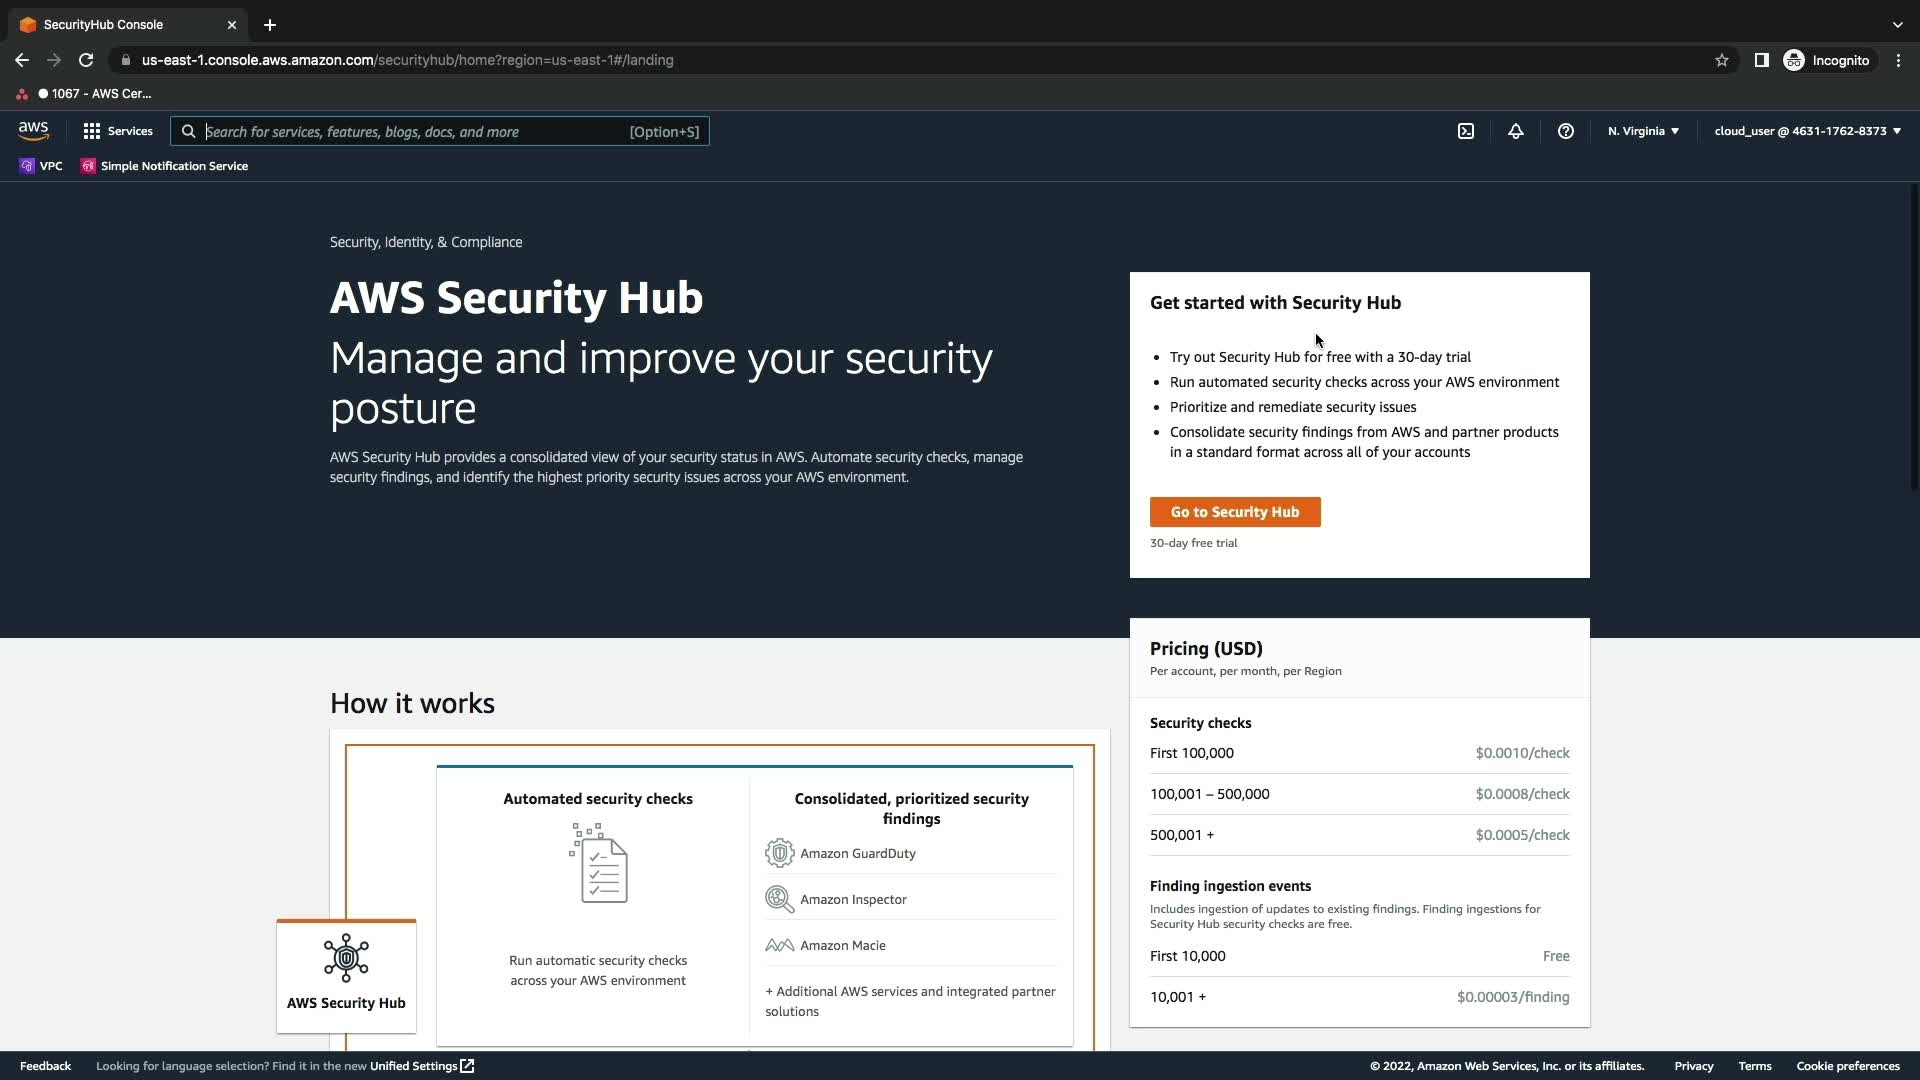 SecurityHub Console
us-east-1.console.aws.amazon.com/securityhub/home?region=us-east-1#/landing
Incognito
1067 - AWS Cer...
aws
Services
Search for services, features, blogs, docs, and more
[Option+S]
N. Virginia
cloud_user @ 4631-1762-8373
VPC
Simple Notification Service
Security, Identity, & Compliance
AWS Security Hub
Manage and improve your security
posture
AWS Security Hub provides a consolidated view of your security status in AWS. Automate security checks, manage
security findings, and identify the highest priority security issues across your AWS environment.
Get started with Security Hub
• Try out Security Hub for free with a 30-day trial
• Run automated security checks across your AWS environment
• Prioritize and remediate security issues
• Consolidate security findings from AWS and partner products
in a standard format across all of your accounts
Go to Security Hub
30-day free trial
Pricing (USD)
Per account, per month, per Region
Security checks
First 100,000 $0.0010/check
100,001 – 500,000 $0.0008/check
500,001 + $0.0005/check
Finding ingestion events
Includes ingestion of updates to existing findings. Finding ingestions for
Security Hub security checks are free.
First 10,000 Free
10,001 + $0.00003/finding
How it works
Automated security checks
Run automatic security checks
across your AWS environment
Consolidated, prioritized security
findings
Amazon GuardDuty
Amazon Inspector
Amazon Macie
+ Additional AWS services and integrated partner
solutions
AWS Security Hub
Feedback
Looking for language selection? Find it in the new Unified Settings
© 2022, Amazon Web Services, Inc. or its affiliates.
Privacy
Terms
Cookie preferences